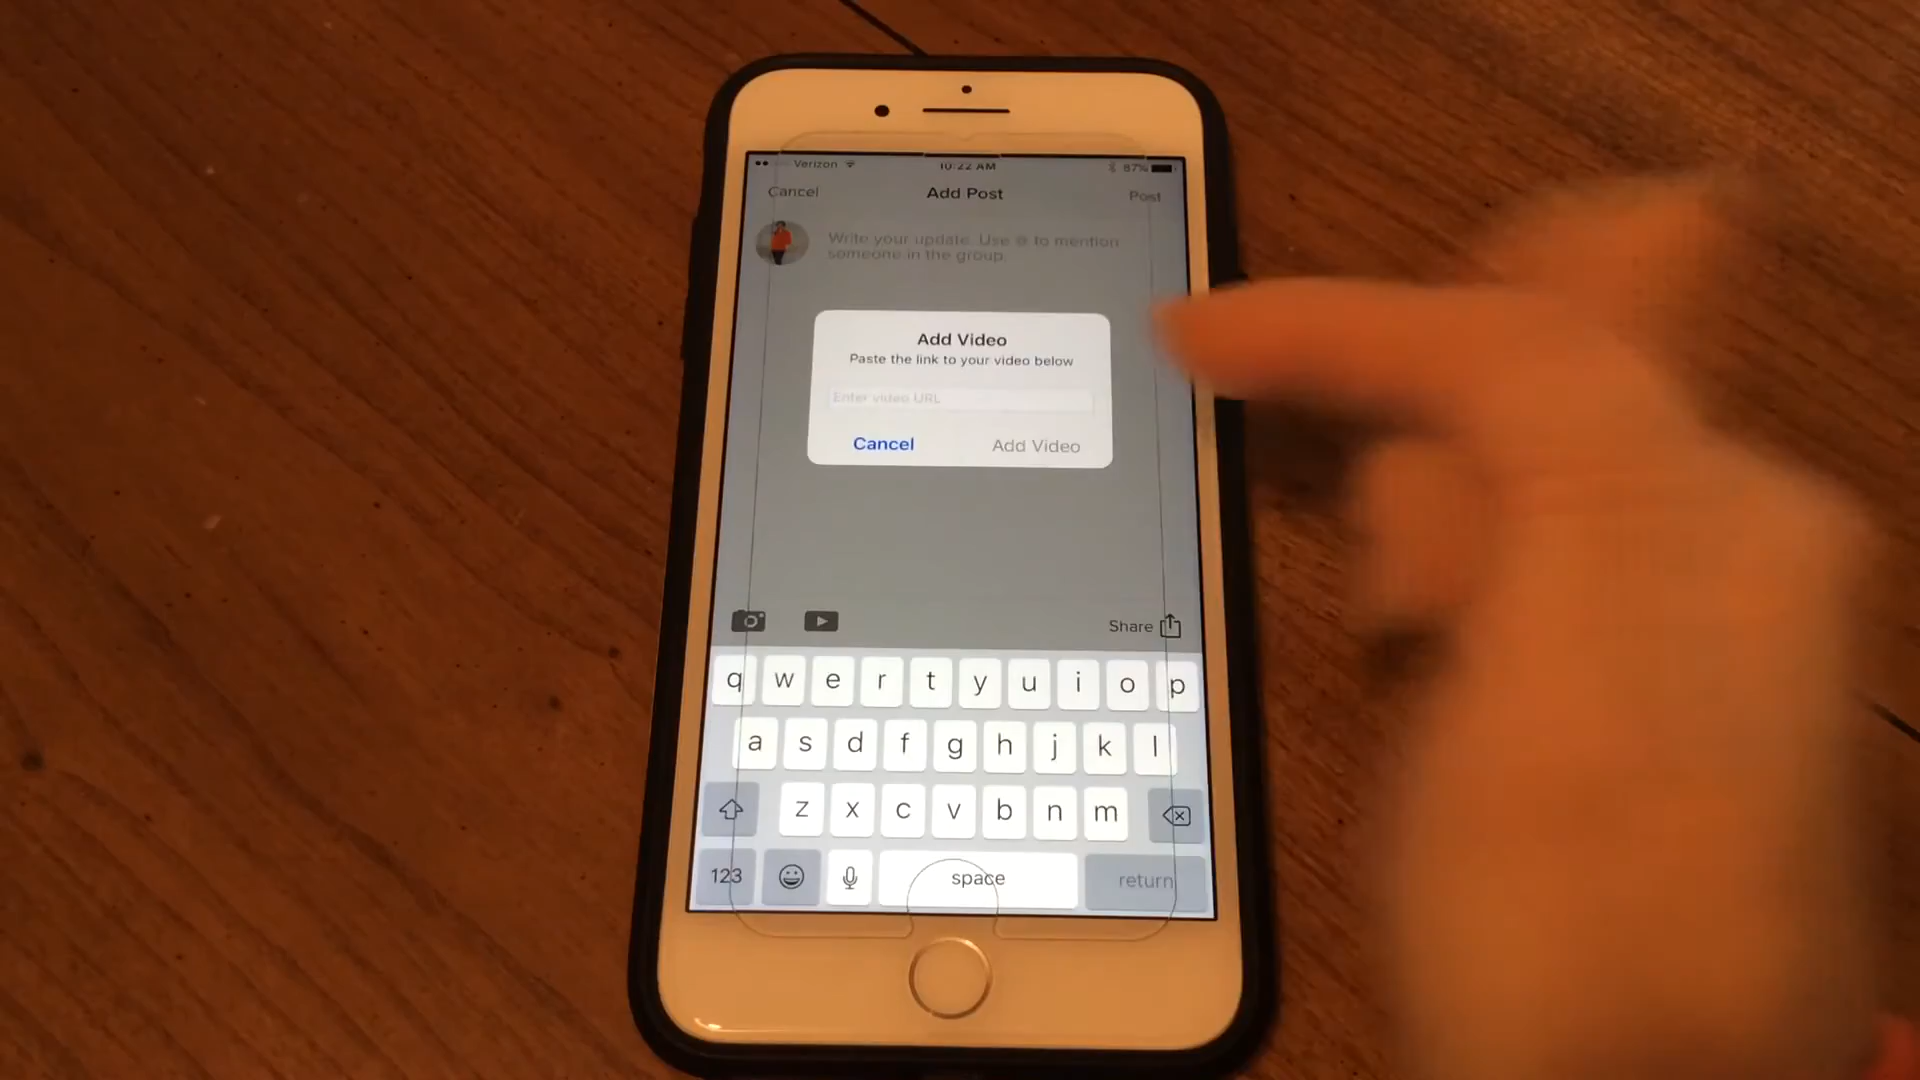 Verizon 10:22 AM 87%
Cancel Add Post Post
Write your update. Use @ to mention
someone in the group.
Add Video
Paste the link to your video below
Enter video URL
Cancel Add Video
Share
q w e r t y u i o p
a s d f g h j k l
z x c v b n m
123 space return